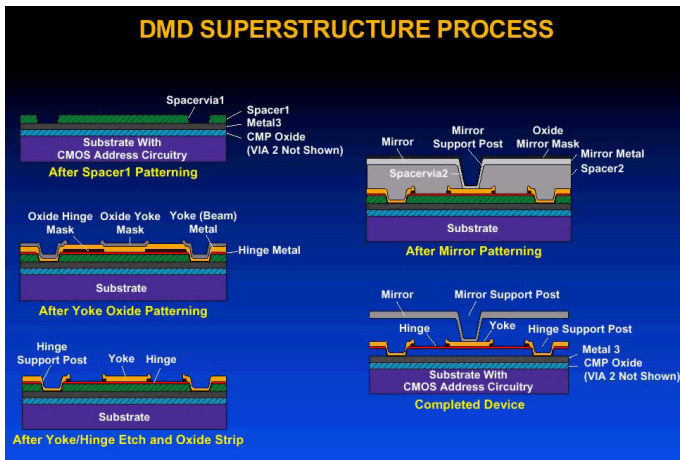 DMD SUPERSTRUCTURE PROCESS
Spacervia1
Spacer1
Metal3
CMP Oxide
(VIA 2 Not Shown)
Substrate With
CMOS Address Circuitry
After Spacer1 Patterning
Oxide Hinge
Mask
Oxide Yoke
Mask
Yoke (Beam)
Metal
Hinge Metal
Substrate
After Yoke Oxide Patterning
Hinge
Support Post
Yoke
Hinge
Substrate
After Yoke/Hinge Etch and Oxide Strip
Mirror
Mirror
Support Post
Oxide
Mirror Mask
Mirror Metal
Spacer2
Spacervia2
Substrate
After Mirror Patterning
Mirror
Mirror Support Post
Hinge
Yoke
Hinge Support Post
Metal 3
CMP Oxide
(VIA 2 Not Shown)
Substrate With
CMOS Address Circuitry
Completed Device